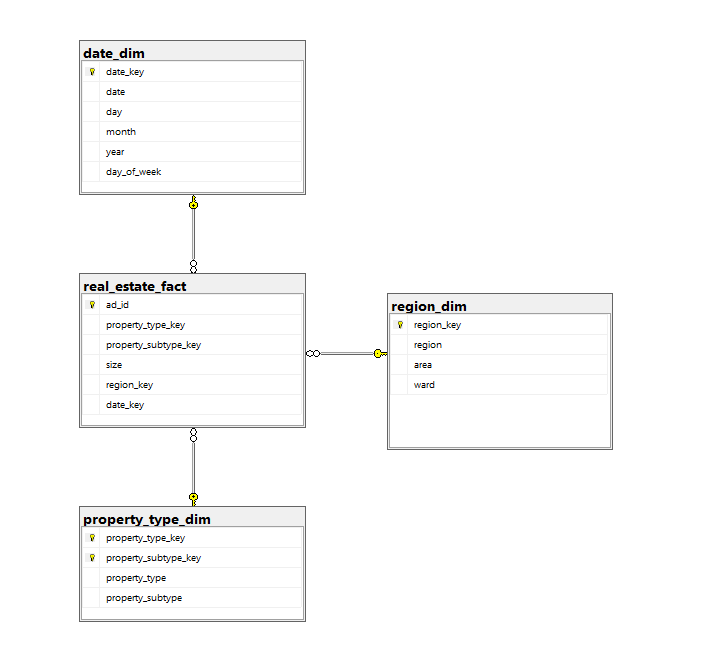 date_dim
date_key
date
day
month
year
day_of_week
real_estate_fact
ad_id
property_type_key
property_subtype_key
size
region_key
date_key
region_dim
region_key
region
area
ward
property_type_dim
property_type_key
property_subtype_key
property_type
property_subtype